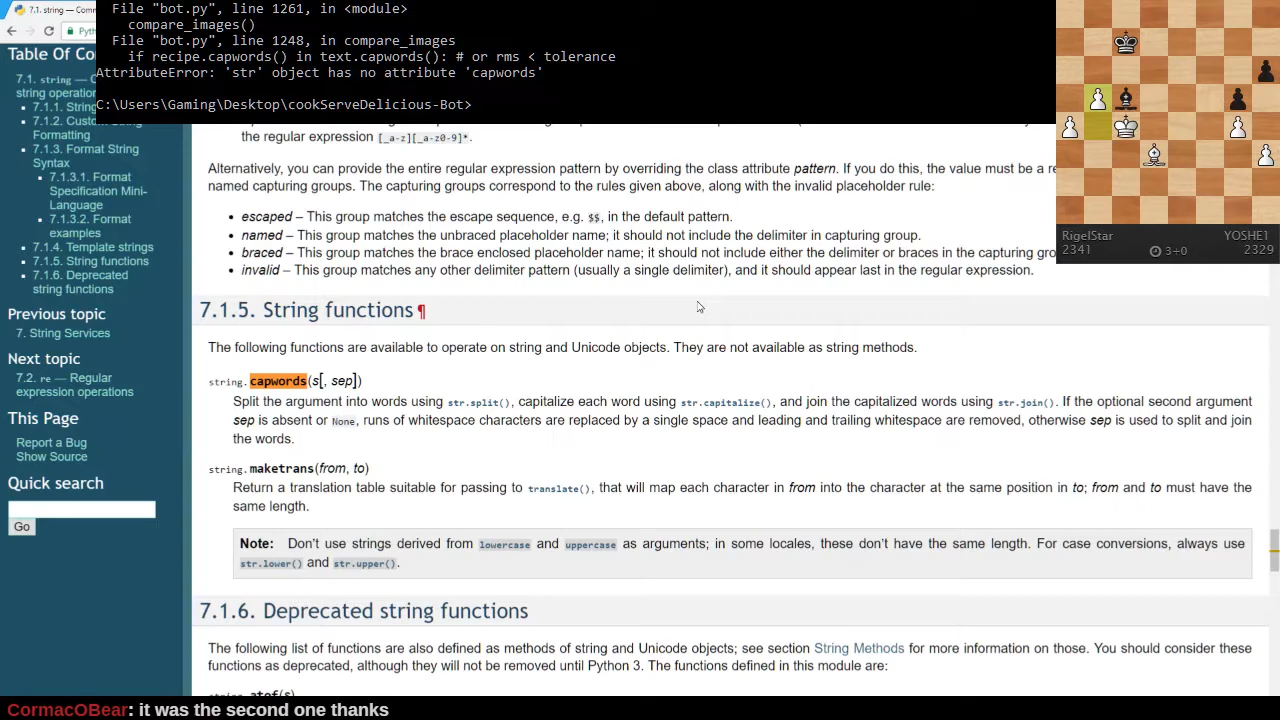 7.1. string — Comm
Pyth
Table Of Co
7.1. string — C
string operatio
7.1.1. String
7.1.2. Custo
Formatting
7.1.3. Format String
Syntax
7.1.3.1. Format
Specification Mini-
Language
7.1.3.2. Format
examples
7.1.4. Template strings
7.1.5. String functions
7.1.6. Deprecated
string functions
Previous topic
7. String Services
Next topic
7.2. re — Regular
expression operations
This Page
Report a Bug
Show Source
Quick search
Go
File "bot.py", line 1261, in <module>
compare_images()
File "bot.py", line 1248, in compare_images
if recipe.capwords() in text.capwords(): # or rms < tolerance
AttributeError: 'str' object has no attribute 'capwords'
C:\Users\Gaming\Desktop\cookServeDelicious-Bot>
the regular expression [_a-z][_a-z0-9]*.
Alternatively, you can provide the entire regular expression pattern by overriding the class attribute pattern. If you do this, the value must be a re
named capturing groups. The capturing groups correspond to the rules given above, along with the invalid placeholder rule:
• escaped – This group matches the escape sequence, e.g. $$, in the default pattern.
• named – This group matches the unbraced placeholder name; it should not include the delimiter in capturing group.
• braced – This group matches the brace enclosed placeholder name; it should not include either the delimiter or braces in the capturing gro
• invalid – This group matches any other delimiter pattern (usually a single delimiter), and it should appear last in the regular expression.
7.1.5. String functions ¶
The following functions are available to operate on string and Unicode objects. They are not available as string methods.
string.capwords(s[, sep])
Split the argument into words using str.split(), capitalize each word using str.capitalize(), and join the capitalized words using str.join(). If the optional second argument
sep is absent or None, runs of whitespace characters are replaced by a single space and leading and trailing whitespace are removed, otherwise sep is used to split and join
the words.
string.maketrans(from, to)
Return a translation table suitable for passing to translate(), that will map each character in from into the character at the same position in to; from and to must have the
same length.
Note: Don't use strings derived from lowercase and uppercase as arguments; in some locales, these don't have the same length. For case conversions, always use
str.lower() and str.upper().
7.1.6. Deprecated string functions
The following list of functions are also defined as methods of string and Unicode objects; see section String Methods for more information on those. You should consider these
functions as deprecated, although they will not be removed until Python 3. The functions defined in this module are:
string.atof(s)
RigelStar YOSHE1
2341 3+0 2329
CormacOBear: it was the second one thanks